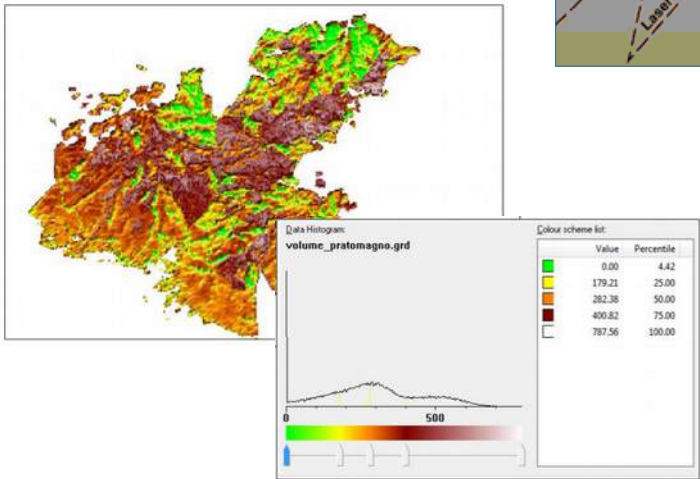 Laser
Data Histogram:
volume_pratomagno.grd
0
500
Colour scheme list:
Value Percentile
0.00 4.42
179.21 25.00
282.38 50.00
400.82 75.00
787.56 100.00